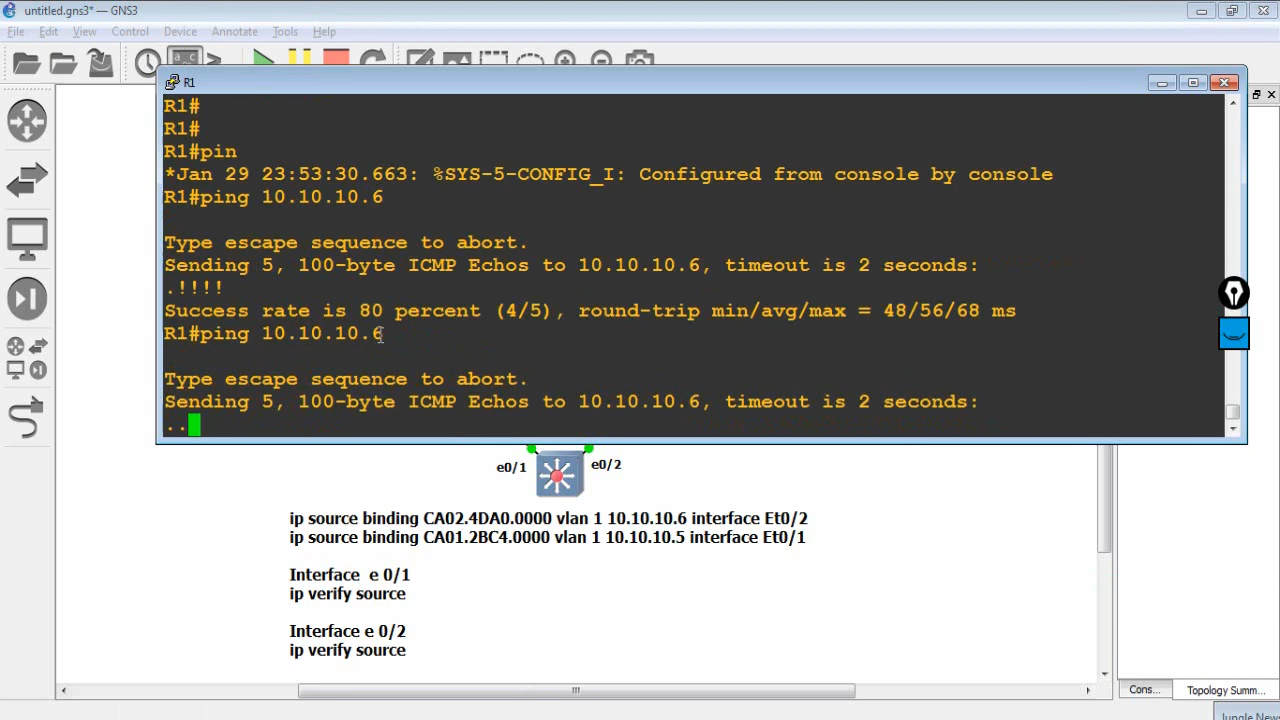 untitled.gns3* — GNS3
File Edit View Control Device Annotate Tools Help
R1
R1#
R1#
R1#pin
*Jan 29 23:53:30.663: %SYS-5-CONFIG_I: Configured from console by console
R1#ping 10.10.10.6
Type escape sequence to abort.
Sending 5, 100-byte ICMP Echos to 10.10.10.6, timeout is 2 seconds:
.!!!!
Success rate is 80 percent (4/5), round-trip min/avg/max = 48/56/68 ms
R1#ping 10.10.10.6
Type escape sequence to abort.
Sending 5, 100-byte ICMP Echos to 10.10.10.6, timeout is 2 seconds:
..
e0/1 e0/2
ip source binding CA02.4DA0.0000 vlan 1 10.10.10.6 interface Et0/2
ip source binding CA01.2BC4.0000 vlan 1 10.10.10.5 interface Et0/1
Interface e 0/1
ip verify source
Interface e 0/2
ip verify source
Cons... Topology Summ...
Jungle New